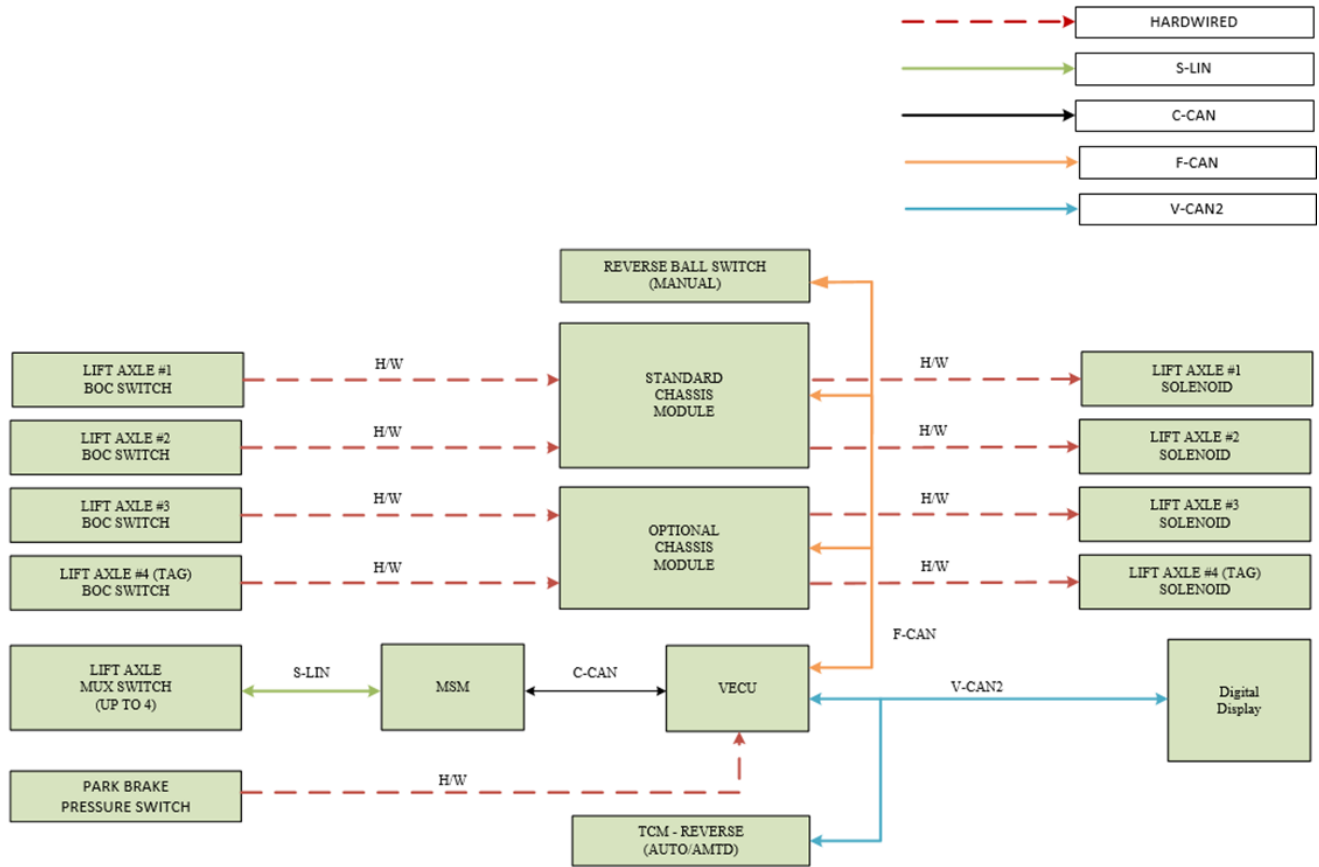 HARDWIRED
S-LIN
C-CAN
F-CAN
V-CAN2
REVERSE BALL SWITCH
(MANUAL)
LIFT AXLE #1
BOC SWITCH
H/W
STANDARD
CHASSIS
MODULE
H/W
LIFT AXLE #1
SOLENOID
LIFT AXLE #2
BOC SWITCH
H/W
H/W
LIFT AXLE #2
SOLENOID
LIFT AXLE #3
BOC SWITCH
H/W
OPTIONAL
CHASSIS
MODULE
H/W
LIFT AXLE #3
SOLENOID
LIFT AXLE #4 (TAG)
BOC SWITCH
H/W
H/W
LIFT AXLE #4 (TAG)
SOLENOID
F-CAN
LIFT AXLE
MUX SWITCH
(UP TO 4)
S-LIN
MSM
C-CAN
VECU
V-CAN2
Digital
Display
PARK BRAKE
PRESSURE SWITCH
H/W
TCM - REVERSE
(AUTO/AMTD)